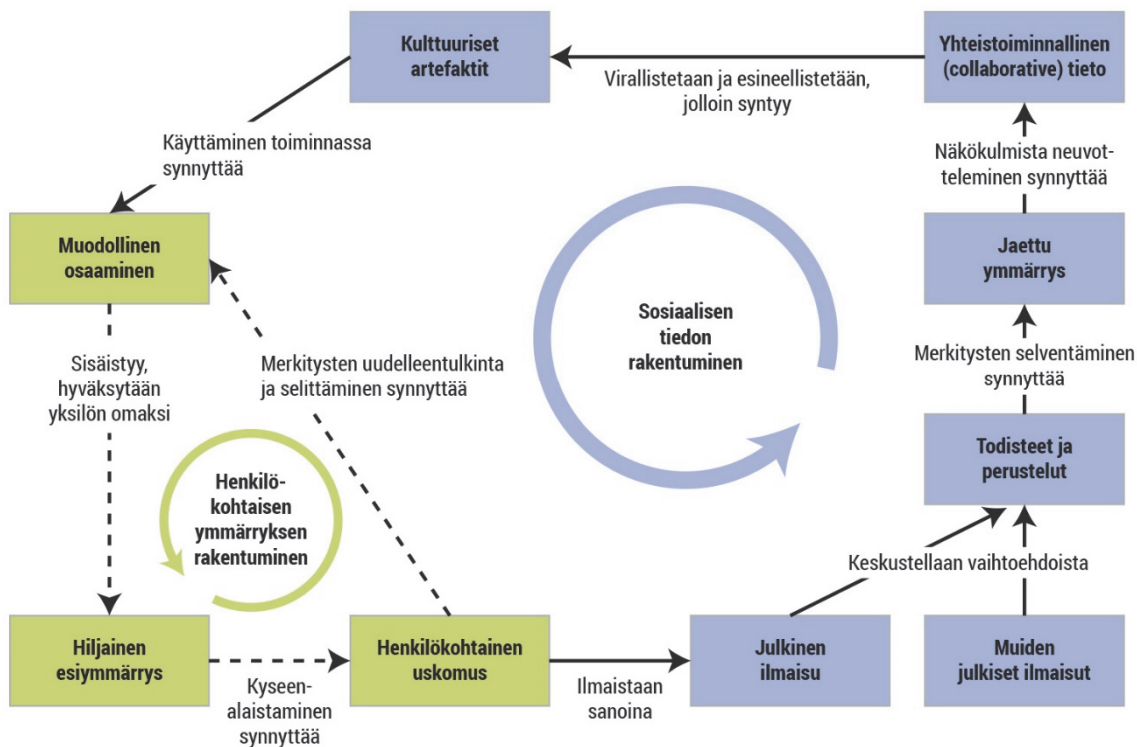 Kulttuuriset
artefaktit
Yhteistoiminnallinen
(collaborative) tieto
Virallistetaan ja esineellistetään,
jolloin syntyy
Käyttäminen toiminnassa
synnyttää
Näkökulmista neuvot-
teleminen synnyttää
Muodollinen
osaaminen
Jaettu
ymmärrys
Sosiaalisen
tiedon
rakentuminen
Sisäistyy,
hyväksytään
yksilön omaksi
Merkitysten uudelleentulkinta
ja selittäminen synnyttää
Merkitysten selventäminen
synnyttää
Todisteet ja
perustelut
Henkilö-
kohtaisen
ymmärryksen
rakentuminen
Keskustellaan vaihtoehdoista
Hiljainen
esiymmärrys
Henkilökohtainen
uskomus
Julkinen
ilmaisu
Muiden
julkiset ilmaisut
Kyseen-
alaistaminen
synnyttää
Ilmaistaan
sanoina